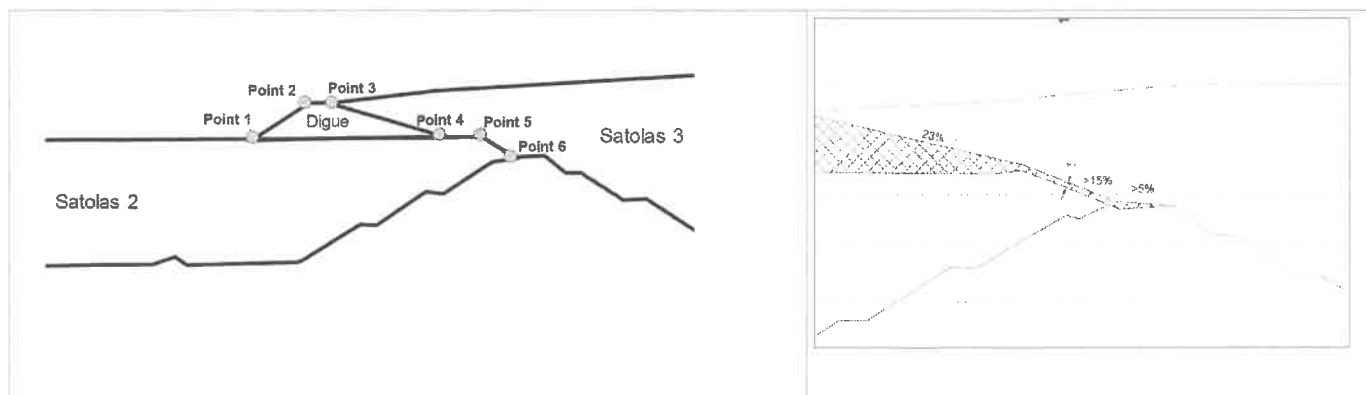 Point 2
Point 3
Point 1
Digue
Point 4
Point 5
Point 6
Satolas 3
Satolas 2
23%
>15%
>5%